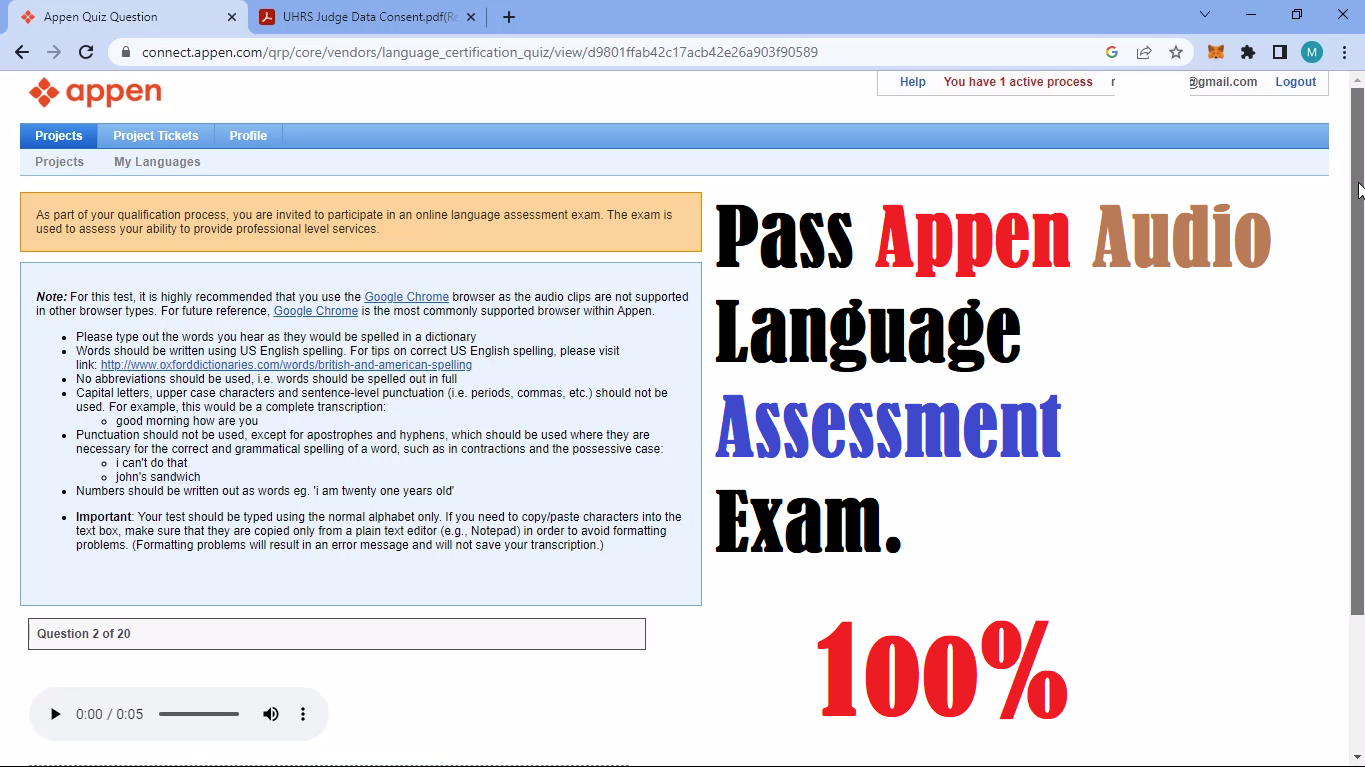 Appen Quiz Question
UHRS Judge Data Consent.pdf(Re
connect.appen.com/qrp/core/vendors/language_certification_quiz/view/d9801ffab42c17acb42e26a903f90589
M
appen
Help You have 1 active process @gmail.com Logout
Projects Project Tickets Profile
Projects My Languages
As part of your qualification process, you are invited to participate in an online language assessment exam. The exam is
used to assess your ability to provide professional level services.
Note: For this test, it is highly recommended that you use the Google Chrome browser as the audio clips are not supported
in other browser types. For future reference, Google Chrome is the most commonly supported browser within Appen.
Please type out the words you hear as they would be spelled in a dictionary
Words should be written using US English spelling. For tips on correct US English spelling, please visit
link: http://www.oxforddictionaries.com/words/british-and-american-spelling
No abbreviations should be used, i.e. words should be spelled out in full
Capital letters, upper case characters and sentence-level punctuation (i.e. periods, commas, etc.) should not be
used. For example, this would be a complete transcription:
good morning how are you
Punctuation should not be used, except for apostrophes and hyphens, which should be used where they are
necessary for the correct and grammatical spelling of a word, such as in contractions and the possessive case:
i can't do that
john's sandwich
Numbers should be written out as words eg. 'i am twenty one years old'
Important: Your test should be typed using the normal alphabet only. If you need to copy/paste characters into the
text box, make sure that they are copied only from a plain text editor (e.g., Notepad) in order to avoid formatting
problems. (Formatting problems will result in an error message and will not save your transcription.)
Question 2 of 20
0:00 / 0:05
Pass Appen Audio
Language
Assessment
Exam.
100%